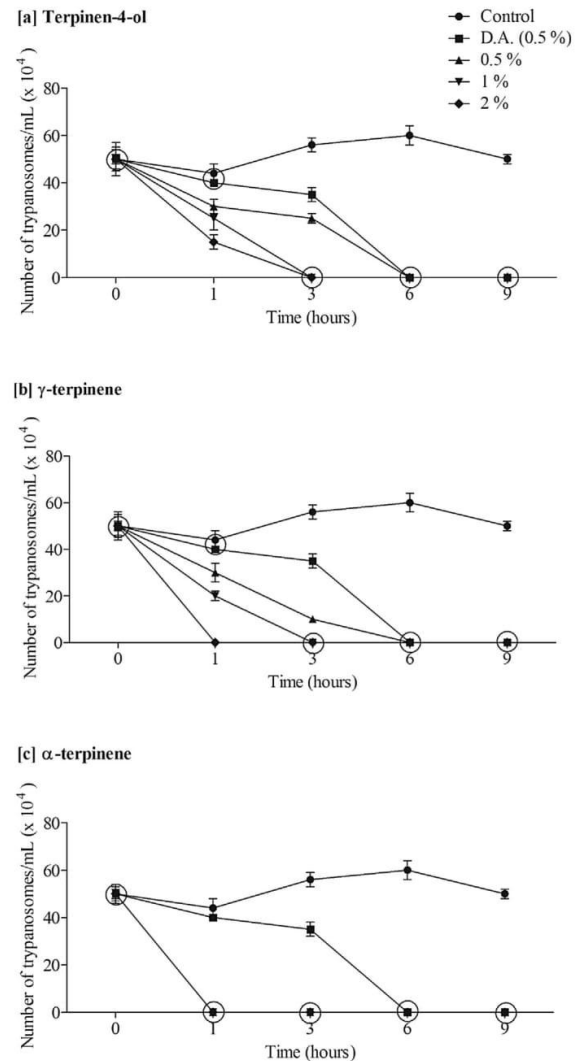 [a] Terpinen-4-ol
Control
D.A. (0.5 %)
0.5 %
1 %
2 %
Number of trypanosomes/mL (x 10⁴)
80
60
40
20
0
0 1 3 6 9
Time (hours)
[b] γ-terpinene
Number of trypanosomes/mL (x 10⁴)
80
60
40
20
0
0 1 3 6 9
Time (hours)
[c] α-terpinene
Number of trypanosomes/mL (x 10⁴)
80
60
40
20
0
0 1 3 6 9
Time (hours)